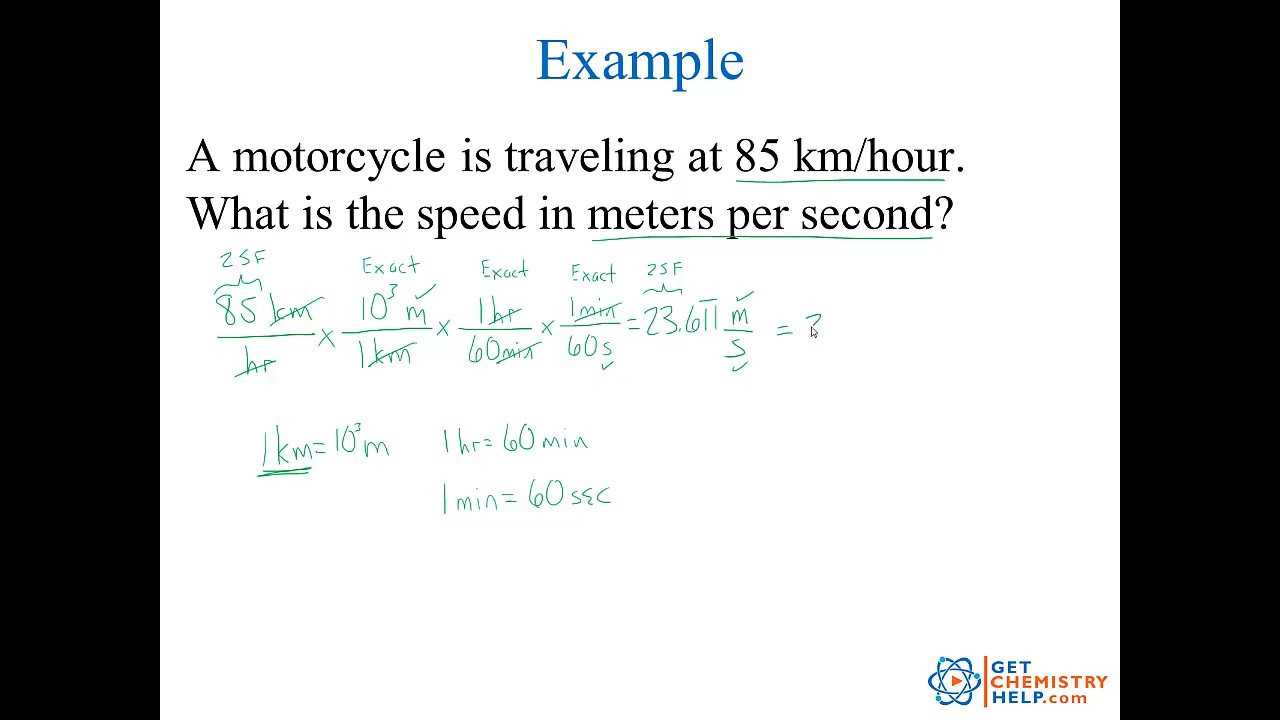 Example
A motorcycle is traveling at 85 km/hour.
What is the speed in meters per second?
2SF Exact Exact Exact 2SF
85 km/hr × 10³ m/1 km × 1 hr/60 min × 1 min/60 s = 23.61̅1̅ m/s =
1 km = 10³ m 1 hr = 60 min
1 min = 60 sec
GET
CHEMISTRY
HELP.com